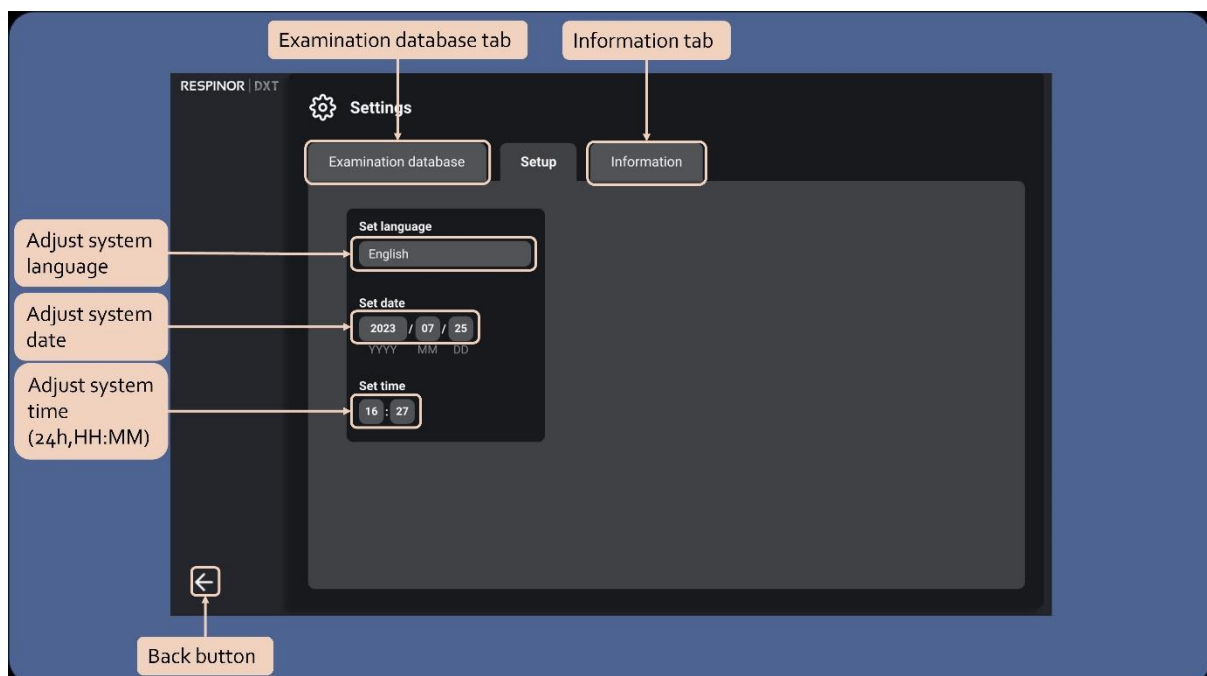 Examination database tab
Information tab
RESPINOR | DXT
Settings
Examination database
Setup
Information
Adjust system
language
Set language
English
Adjust system
date
Set date
2023 / 07 / 25
YYYY MM DD
Adjust system
time
(24h,HH:MM)
Set time
16 : 27
Back button